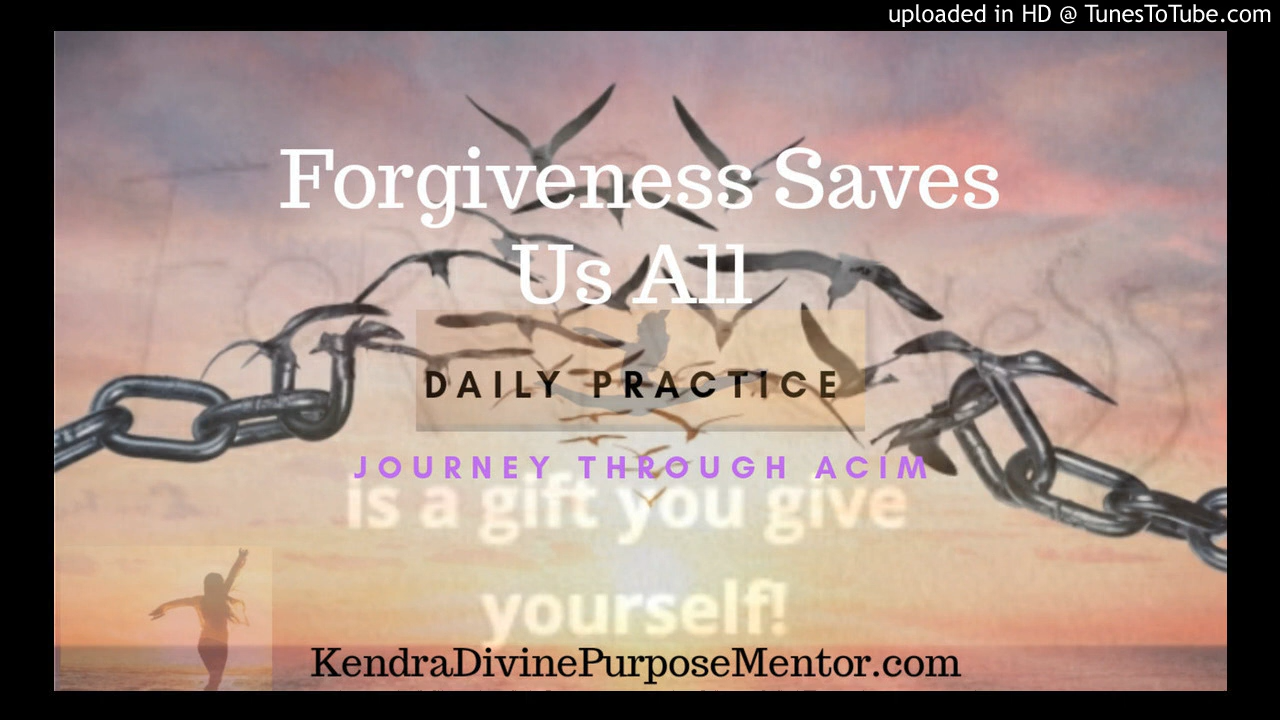 uploaded in HD @ TunesToTube.com
Forgiveness Saves
Us All
DAILY PRACTICE
JOURNEY THROUGH ACIM
is a gift you give
yourself!
KendraDivinePurposeMentor.com